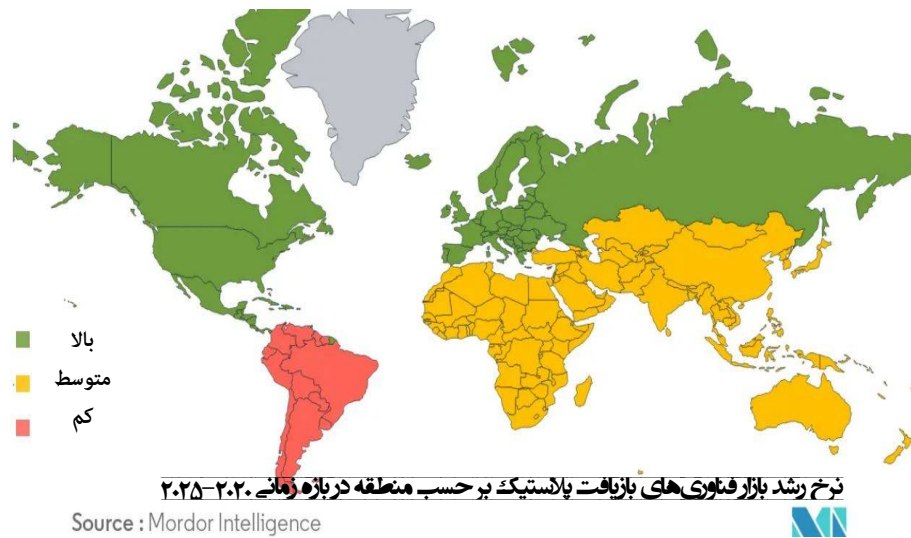 بالا
متوسط
کم
نرخ رشد بازار فناوری‌های بازیافت پلاستیک بر حسب منطقه در بازه زمانی ۲۰۲۰-۲۰۲۵
Source : Mordor Intelligence